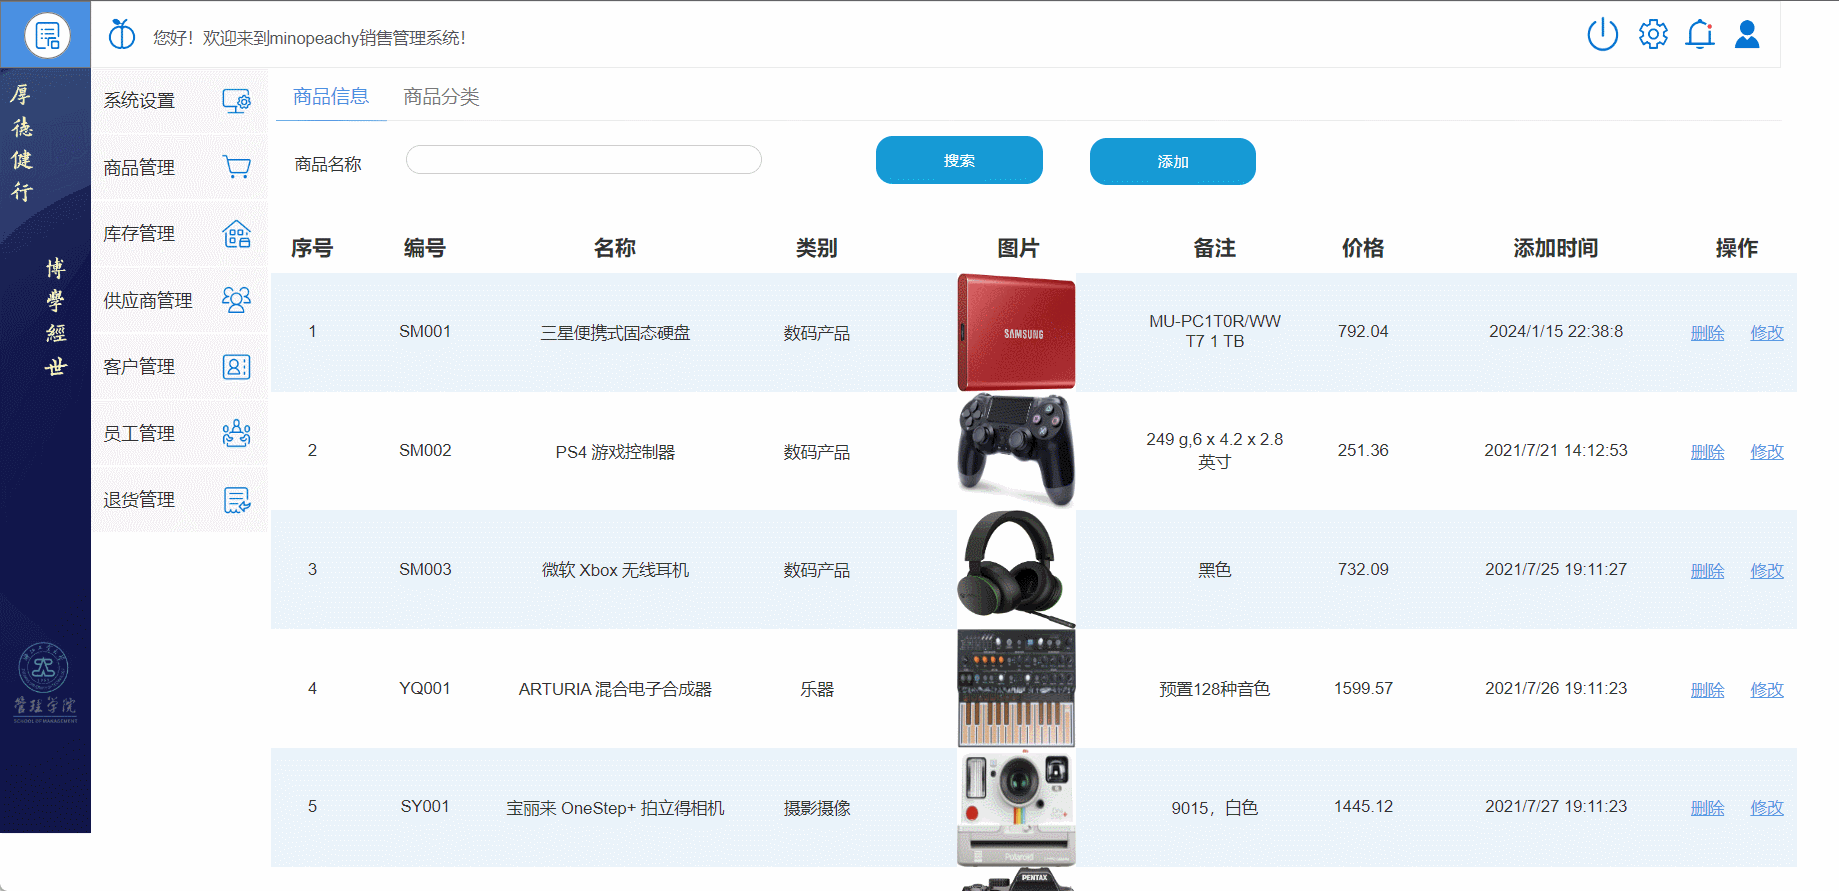 您好！欢迎来到minopeachy销售管理系统！
厚德健行
博學經世
管理学院
SCHOOL OF MANAGEMENT
系统设置
商品管理
库存管理
供应商管理
客户管理
员工管理
退货管理
商品信息 商品分类
商品名称 搜索 添加
序号 编号 名称 类别 图片 备注 价格 添加时间 操作
1 SM001 三星便携式固态硬盘 数码产品 SAMSUNG MU-PC1T0R/WW 792.04 2024/1/15 22:38:8 删除 修改
T7 1 TB
2 SM002 PS4 游戏控制器 数码产品 249 g,6 x 4.2 x 2.8 251.36 2021/7/21 14:12:53 删除 修改
英寸
3 SM003 微软 Xbox 无线耳机 数码产品 黑色 732.09 2021/7/25 19:11:27 删除 修改
4 YQ001 ARTURIA 混合电子合成器 乐器 预置128种音色 1599.57 2021/7/26 19:11:23 删除 修改
5 SY001 宝丽来 OneStep+ 拍立得相机 摄影摄像 Polaroid 9015，白色 1445.12 2021/7/27 19:11:23 删除 修改
PENTAX